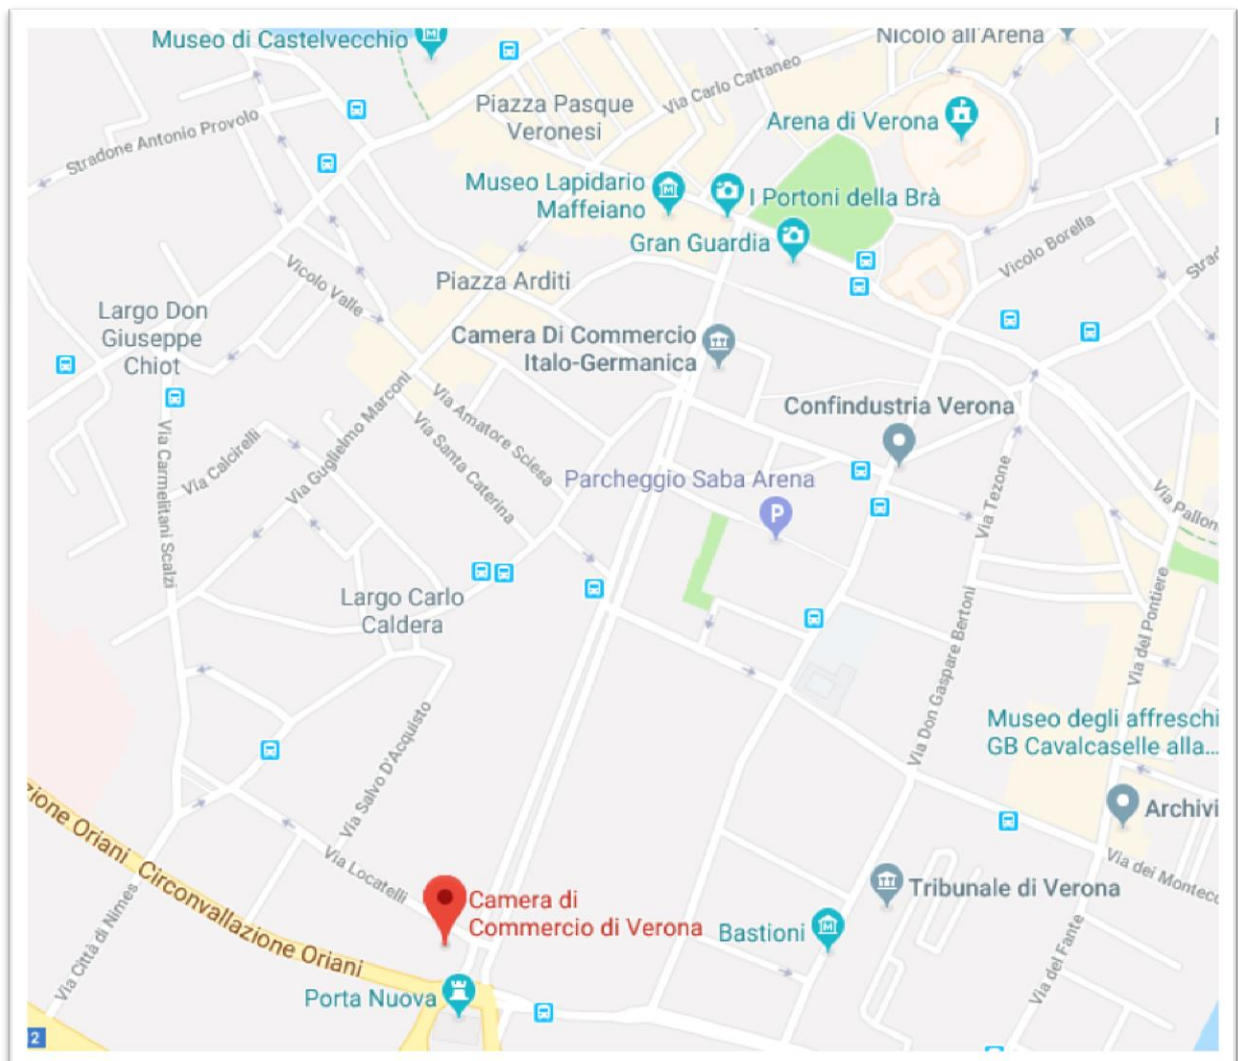 Museo di Castelvecchio
Nicolò all'Arena
Via Carlo Cattaneo
Piazza Pasque
Veronesi
Arena di Verona
Stradone Antonio Provolo
Museo Lapidario
Maffeiano
I Portoni della Brà
Gran Guardia
Vicolo Borella
Vicolo Valle
Piazza Arditi
Largo Don
Giuseppe
Chiot
Camera Di Commercio
Italo-Germanica
Confindustria Verona
Via Guglielmo Marconi
Via Amatore Sciesa
Via Santa Caterina
Via Calcirelli
Via Carmelitani Scalzi
Parcheggio Saba Arena
P
Via Tezone
Via Pallon
Largo Carlo
Caldera
Via Don Gaspare Bertoni
Via del Pontiere
Museo degli affreschi
GB Cavalcaselle alla...
Via Salvo D'Acquisto
Archivi
zione Oriani
Circonvallazione Oriani
Via Locatelli
Via dei Monteco
Tribunale di Verona
Camera di
Commercio di Verona
Bastioni
Via Città di Nimes
Porta Nuova
Via del Fante
2